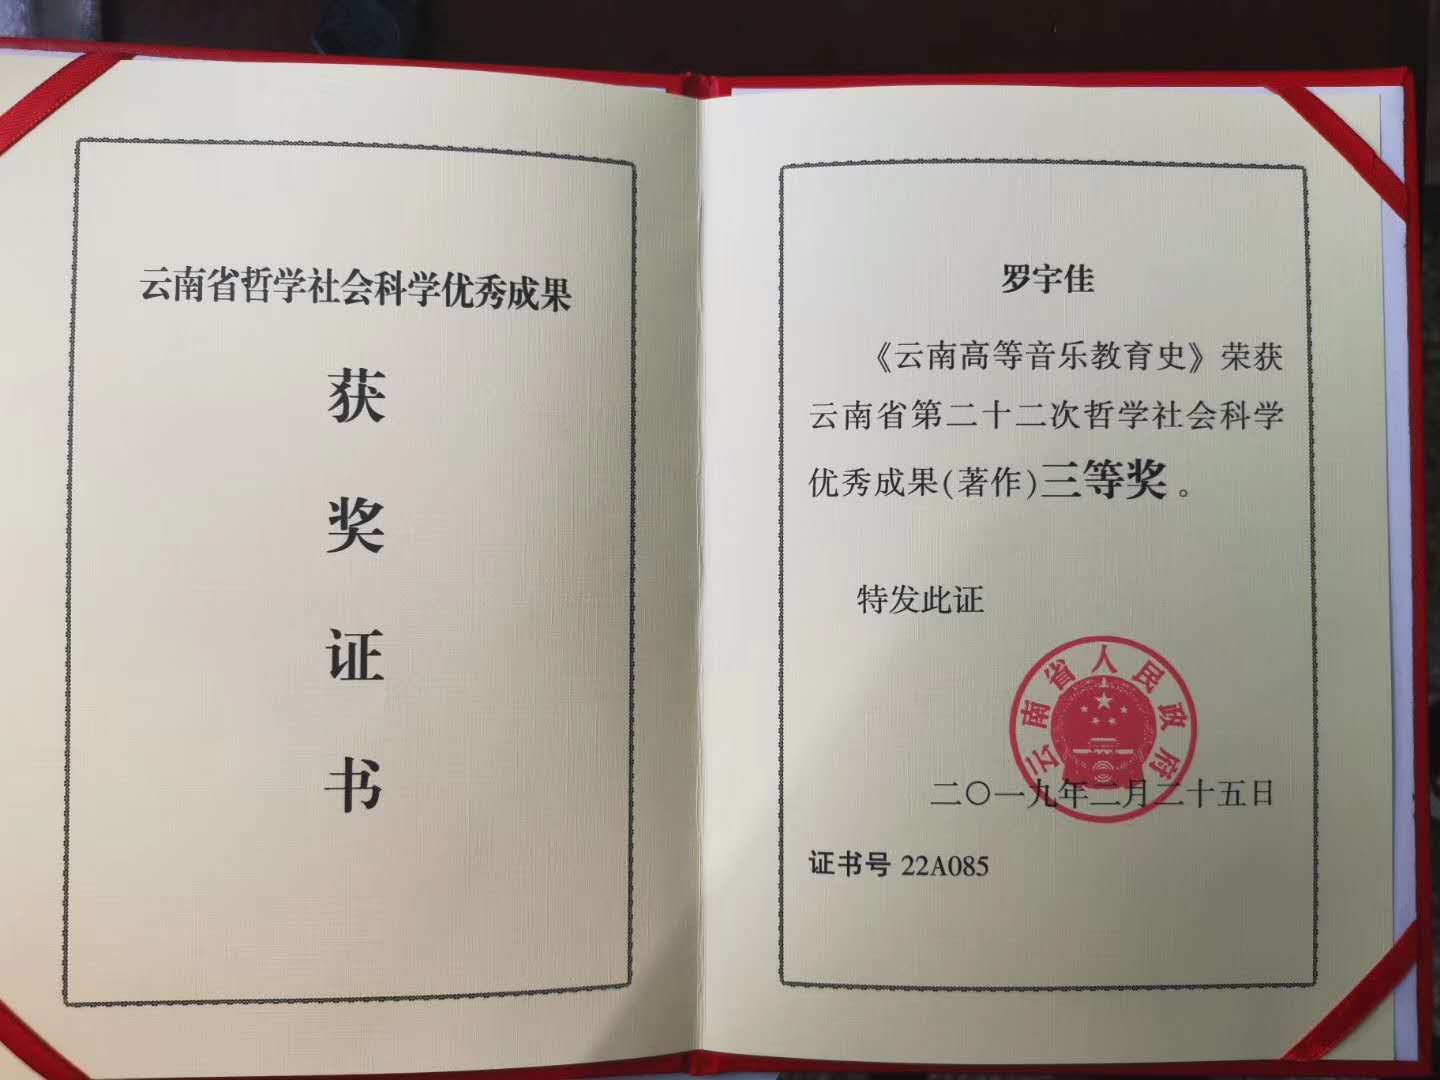 云南省哲学社会科学优秀成果
获
奖
证
书
罗宇佳
《云南高等音乐教育史》荣获
云南省第二十二次哲学社会科学
优秀成果(著作)三等奖。
特发此证
云南省人民政府
二〇一九年二月二十五日
证书号 22A085